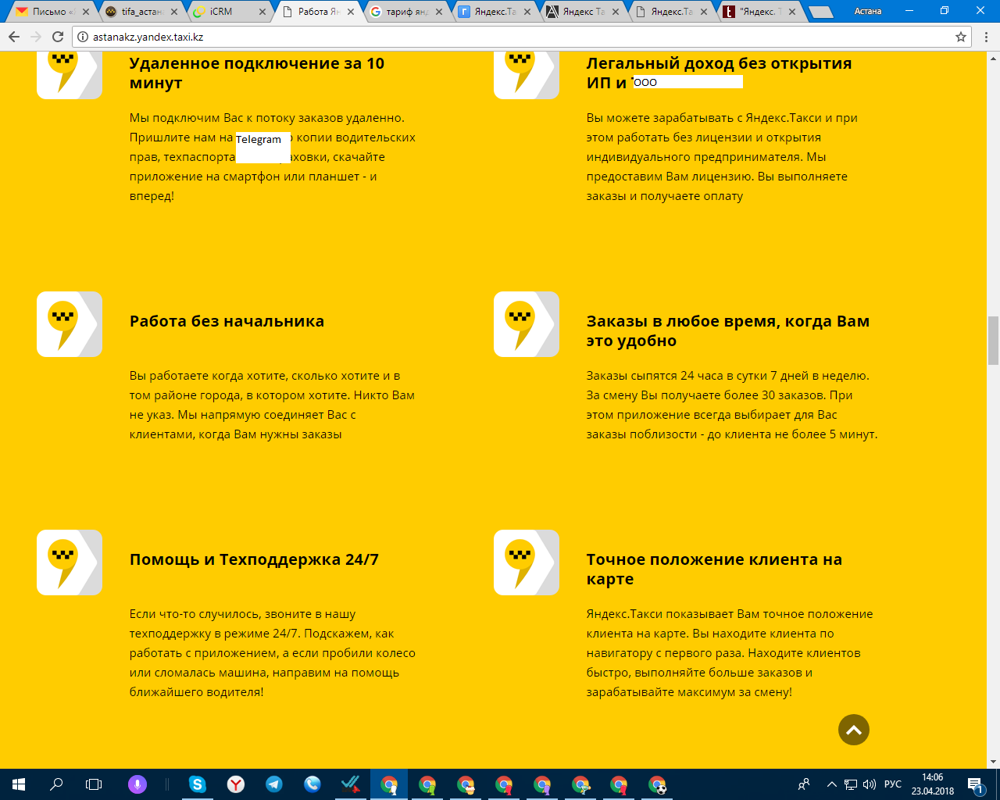 Письмо «
tifa_астан
iCRM
Работа Ян
тариф янд
Яндекс.Та
Яндекс Та
Яндекс.Та
"Яндекс. Т
Астана
astanakz.yandex.taxi.kz
Удаленное подключение за 10
минут
Мы подключим Вас к потоку заказов удаленно.
Пришлите нам на Telegram копии водительских
прав, техпаспорта аховки, скачайте
приложение на смартфон или планшет - и
вперед!
Легальный доход без открытия
ИП и ООО
Вы можете зарабатывать с Яндекс.Такси и при
этом работать без лицензии и открытия
индивидуального предпринимателя. Мы
предоставим Вам лицензию. Вы выполняете
заказы и получаете оплату
Работа без начальника
Вы работаете когда хотите, сколько хотите и в
том районе города, в котором хотите. Никто Вам
не указ. Мы напрямую соединяет Вас с
клиентами, когда Вам нужны заказы
Заказы в любое время, когда Вам
это удобно
Заказы сыпятся 24 часа в сутки 7 дней в неделю.
За смену Вы получаете более 30 заказов. При
этом приложение всегда выбирает для Вас
заказы поблизости - до клиента не более 5 минут.
Помощь и Техподдержка 24/7
Если что-то случилось, звоните в нашу
техподдержку в режиме 24/7. Подскажем, как
работать с приложением, а если пробили колесо
или сломалась машина, направим на помощь
ближайшего водителя!
Точное положение клиента на
карте
Яндекс.Такси показывает Вам точное положение
клиента на карте. Вы находите клиента по
навигатору с первого раза. Находите клиентов
быстро, выполняйте больше заказов и
зарабатывайте максимум за смену!
РУС
14:06
23.04.2018
1